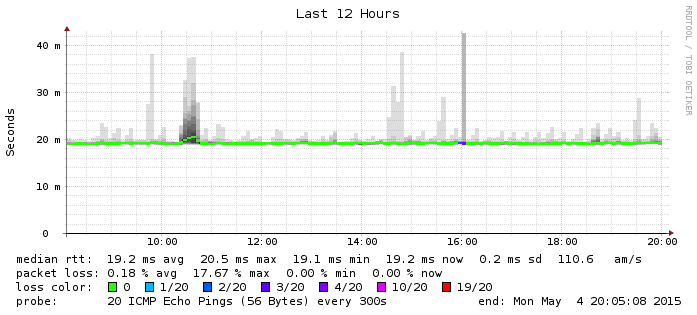 Last 12 Hours
RRDTOOL / TOBI OETIKER
Seconds
40 m
30 m
20 m
10 m
0
10:00 12:00 14:00 16:00 18:00 20:00
median rtt: 19.2 ms avg 20.5 ms max 19.1 ms min 19.2 ms now 0.2 ms sd 110.6 am/s
packet loss: 0.18 % avg 17.67 % max 0.00 % min 0.00 % now
loss color: 0 1/20 2/20 3/20 4/20 10/20 19/20
probe: 20 ICMP Echo Pings (56 Bytes) every 300s end: Mon May 4 20:05:08 2015